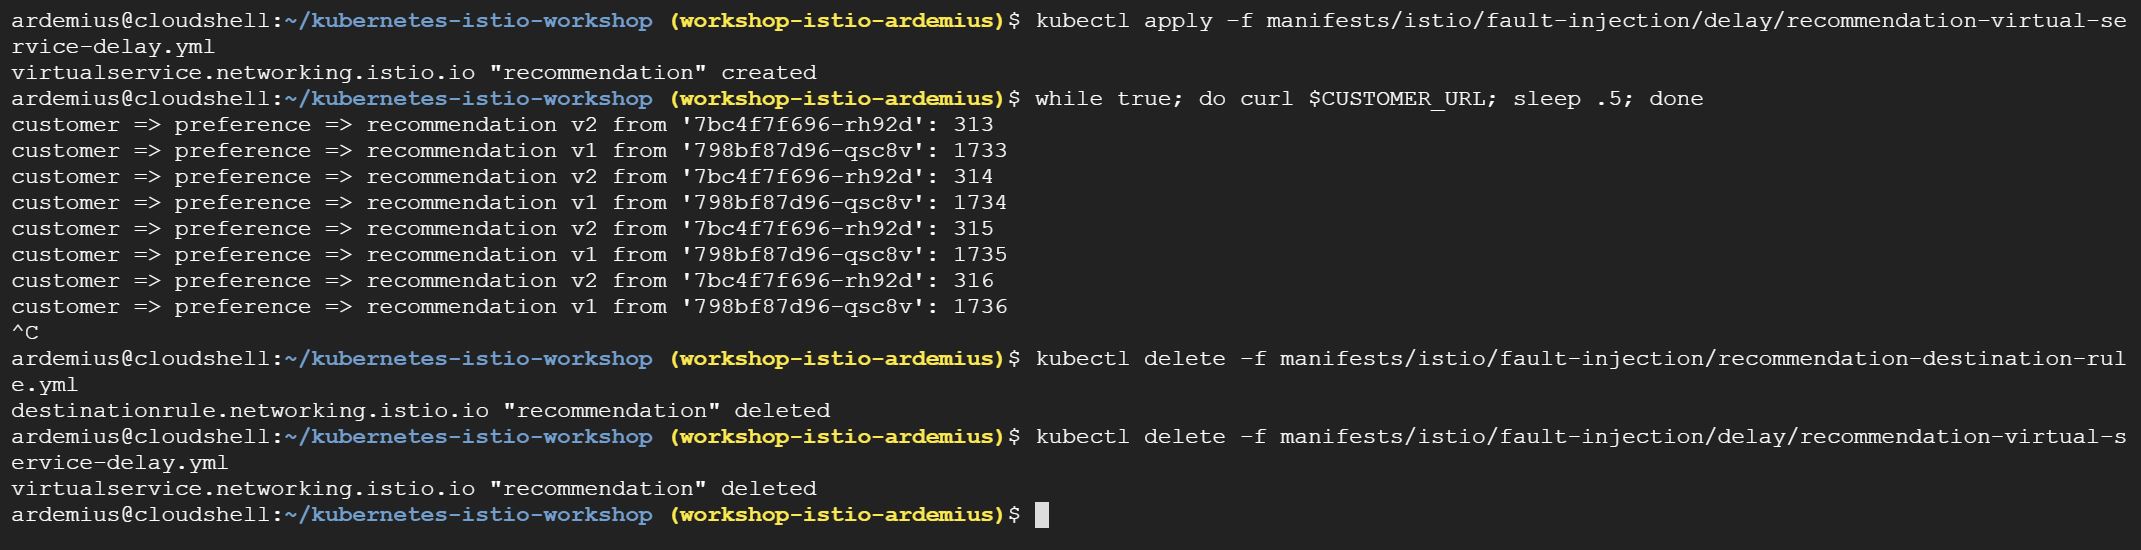 ardemius@cloudshell:~/kubernetes-istio-workshop (workshop-istio-ardemius)$ kubectl apply -f manifests/istio/fault-injection/delay/recommendation-virtual-se
rvice-delay.yml
virtualservice.networking.istio.io "recommendation" created
ardemius@cloudshell:~/kubernetes-istio-workshop (workshop-istio-ardemius)$ while true; do curl $CUSTOMER_URL; sleep .5; done
customer => preference => recommendation v2 from '7bc4f7f696-rh92d': 313
customer => preference => recommendation v1 from '798bf87d96-qsc8v': 1733
customer => preference => recommendation v2 from '7bc4f7f696-rh92d': 314
customer => preference => recommendation v1 from '798bf87d96-qsc8v': 1734
customer => preference => recommendation v2 from '7bc4f7f696-rh92d': 315
customer => preference => recommendation v1 from '798bf87d96-qsc8v': 1735
customer => preference => recommendation v2 from '7bc4f7f696-rh92d': 316
customer => preference => recommendation v1 from '798bf87d96-qsc8v': 1736
^C
ardemius@cloudshell:~/kubernetes-istio-workshop (workshop-istio-ardemius)$ kubectl delete -f manifests/istio/fault-injection/recommendation-destination-rul
e.yml
destinationrule.networking.istio.io "recommendation" deleted
ardemius@cloudshell:~/kubernetes-istio-workshop (workshop-istio-ardemius)$ kubectl delete -f manifests/istio/fault-injection/delay/recommendation-virtual-s
ervice-delay.yml
virtualservice.networking.istio.io "recommendation" deleted
ardemius@cloudshell:~/kubernetes-istio-workshop (workshop-istio-ardemius)$